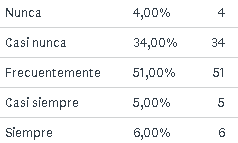 Nunca 4,00% 4
Casi nunca 34,00% 34
Frecuentemente 51,00% 51
Casi siempre 5,00% 5
Siempre 6,00% 6